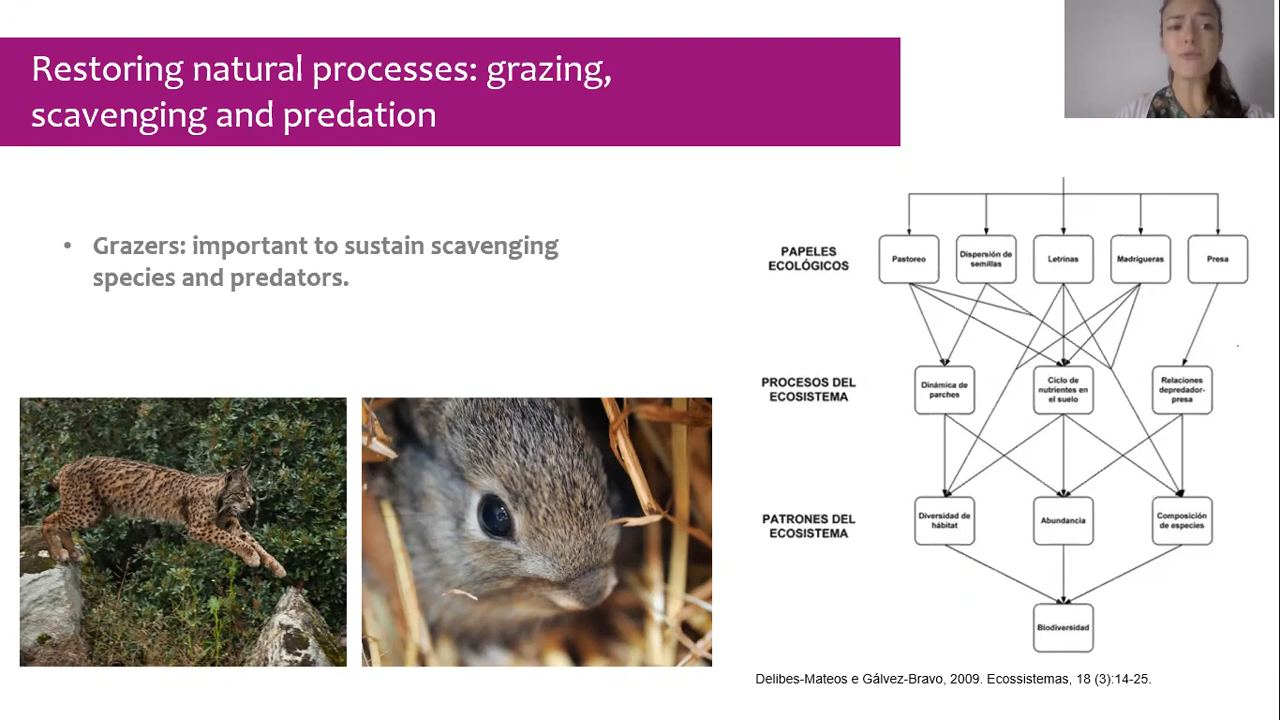 Restoring natural processes: grazing,
scavenging and predation
• Grazers: important to sustain scavenging
species and predators.
PAPELES
ECOLÓGICOS
Pastoreo
Dispersión de
semillas
Letrinas
Madrigueras
Presa
PROCESOS DEL
ECOSISTEMA
Dinámica de
parches
Ciclo de
nutrientes en
el suelo
Relaciones
depredador-
presa
PATRONES DEL
ECOSISTEMA
Diversidad de
hábitat
Abundancia
Composición
de especies
Biodiversidad
Delibes-Mateos e Gálvez-Bravo, 2009. Ecossistemas, 18 (3):14-25.